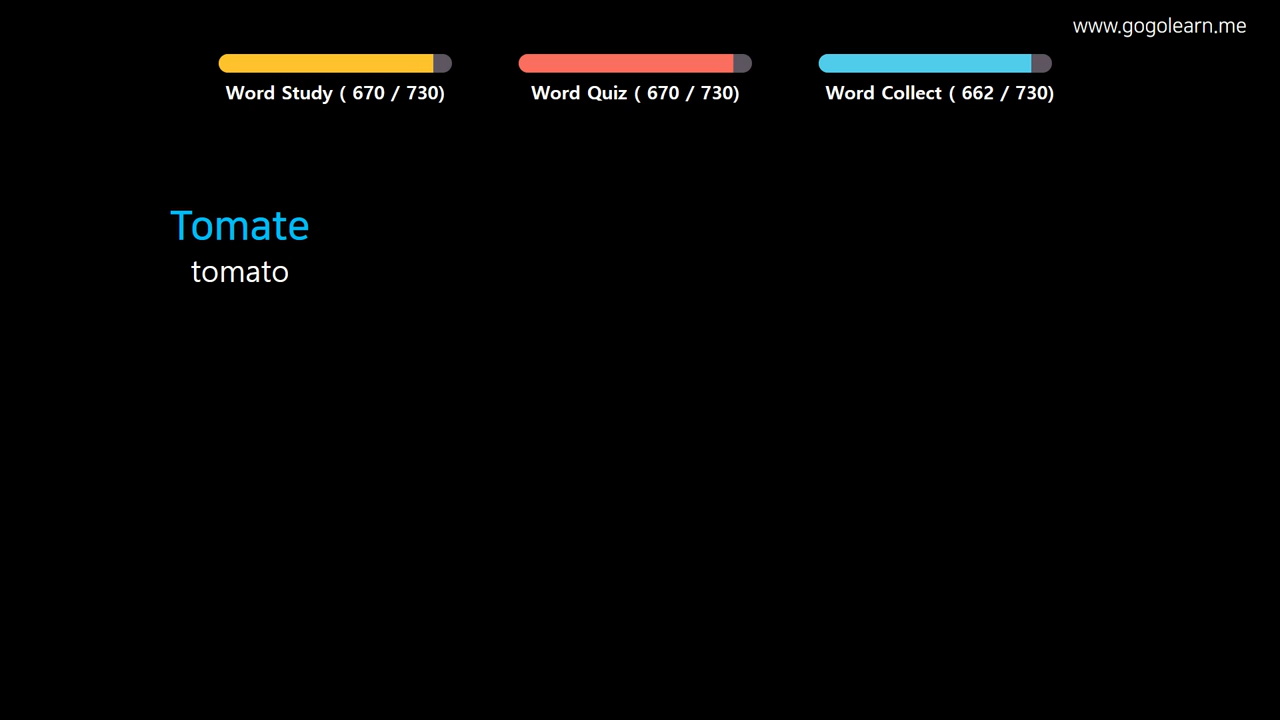 www.gogolearn.me
Word Study ( 670 / 730)
Word Quiz ( 670 / 730)
Word Collect ( 662 / 730)
Tomate
tomato